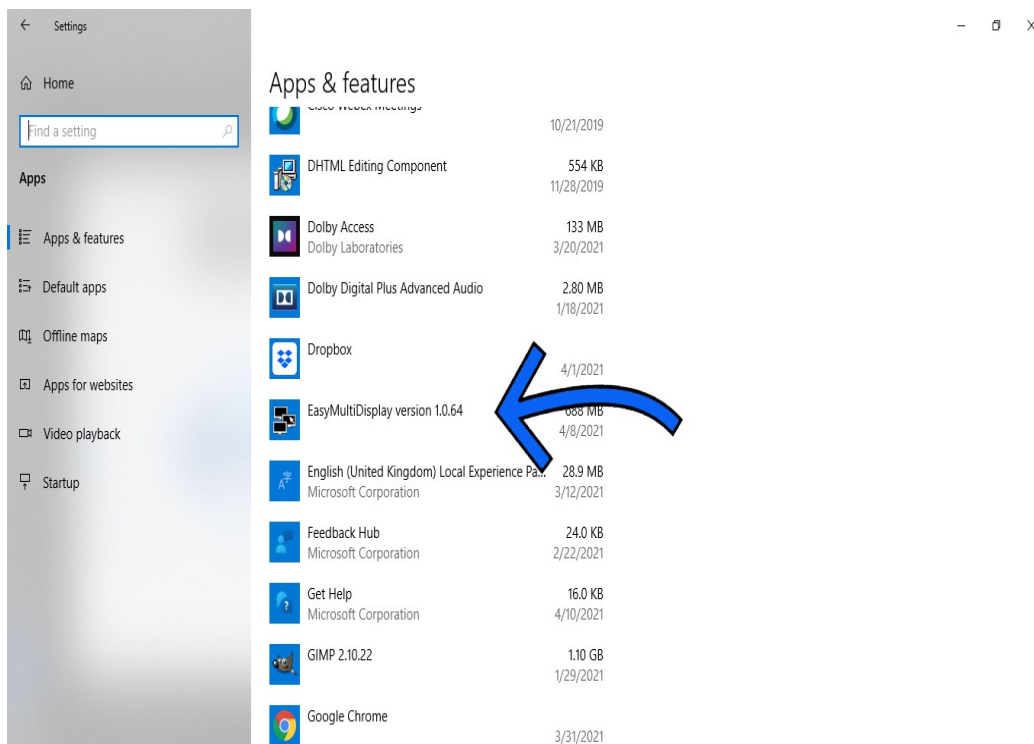 Settings
Home
Find a setting
Apps
Apps & features
Default apps
Offline maps
Apps for websites
Video playback
Startup
Apps & features
Cisco Webex Meetings
10/21/2019
DHTML Editing Component 554 KB
11/28/2019
Dolby Access 133 MB
Dolby Laboratories 3/20/2021
Dolby Digital Plus Advanced Audio 2.80 MB
1/18/2021
Dropbox
4/1/2021
EasyMultiDisplay version 1.0.64 688 MB
4/8/2021
English (United Kingdom) Local Experience Pa... 28.9 MB
Microsoft Corporation 3/12/2021
Feedback Hub 24.0 KB
Microsoft Corporation 2/22/2021
Get Help 16.0 KB
Microsoft Corporation 4/10/2021
GIMP 2.10.22 1.10 GB
1/29/2021
Google Chrome
3/31/2021